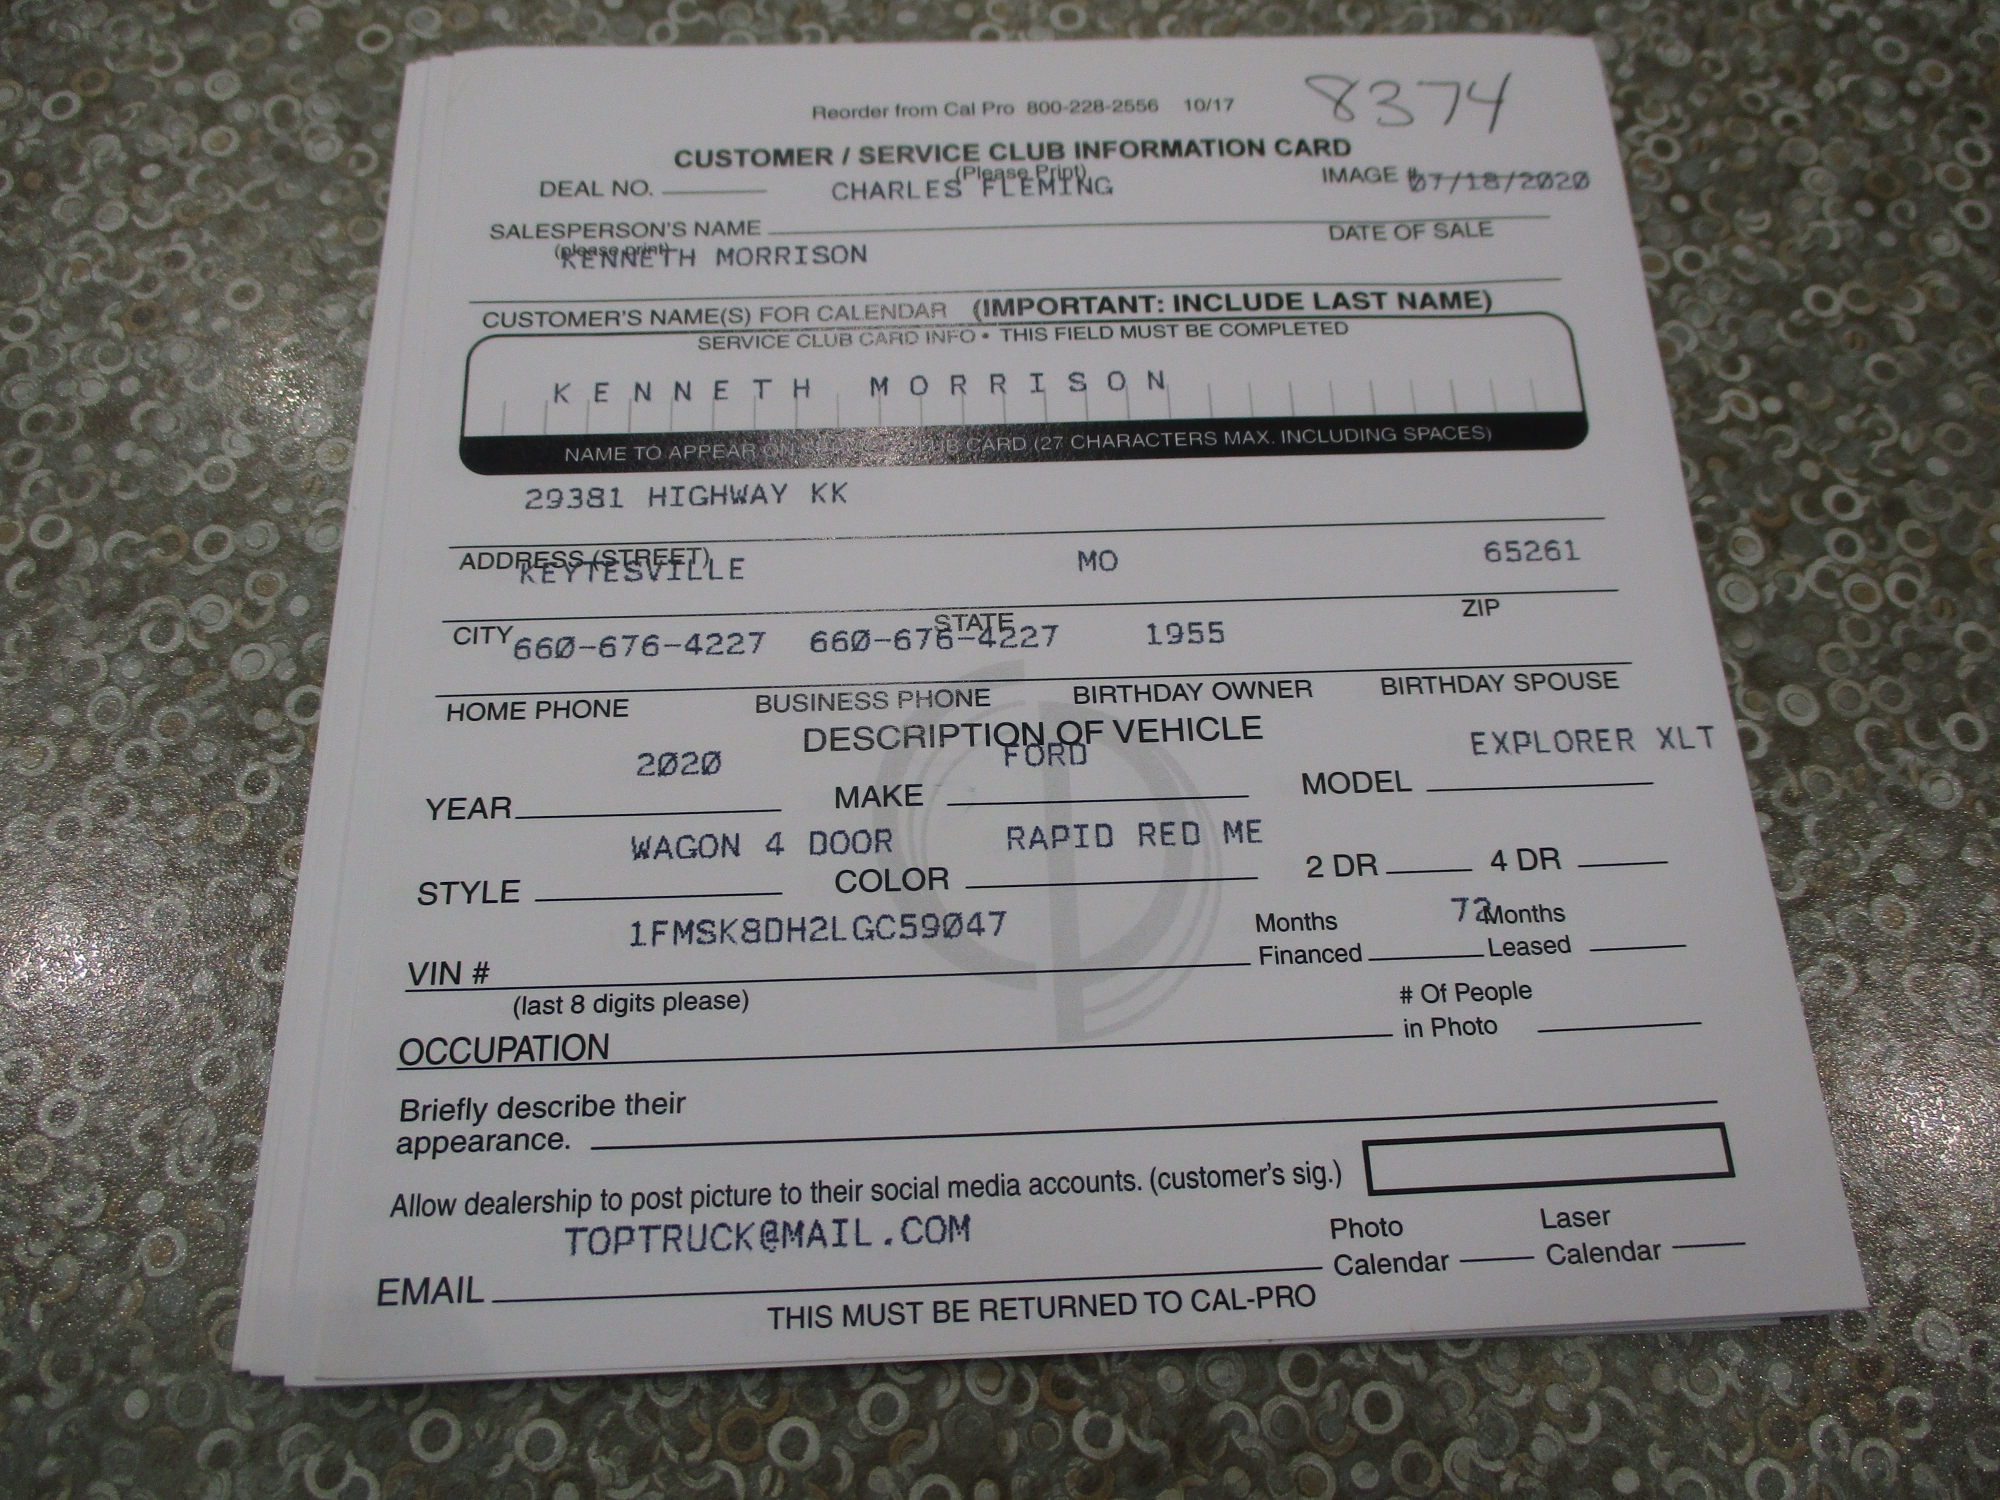 Reorder from Cal Pro 800-228-2556 10/17 8374
CUSTOMER / SERVICE CLUB INFORMATION CARD
(Please Print)
DEAL NO. CHARLES FLEMING IMAGE # 07/18/2020
SALESPERSON'S NAME DATE OF SALE
(please print)
KENNETH MORRISON
CUSTOMER'S NAME(S) FOR CALENDAR (IMPORTANT: INCLUDE LAST NAME)
SERVICE CLUB CARD INFO • THIS FIELD MUST BE COMPLETED
KENNETH MORRISON
NAME TO APPEAR ON CARD (27 CHARACTERS MAX. INCLUDING SPACES)
29381 HIGHWAY KK
ADDRESS (STREET)
KEYTESVILLE MO 65261
CITY STATE ZIP
660-676-4227 660-676-4227 1955
HOME PHONE BUSINESS PHONE BIRTHDAY OWNER BIRTHDAY SPOUSE
DESCRIPTION OF VEHICLE
2020 FORD EXPLORER XLT
YEAR MAKE MODEL
WAGON 4 DOOR RAPID RED ME
STYLE COLOR 2 DR 4 DR
1FMSK8DH2LGC59047 Months 72 Months
VIN # Financed Leased
(last 8 digits please) # Of People
OCCUPATION in Photo
Briefly describe their
appearance.
Allow dealership to post picture to their social media accounts. (customer's sig.)
TOPTRUCK@MAIL.COM Photo Laser
EMAIL Calendar Calendar
THIS MUST BE RETURNED TO CAL-PRO